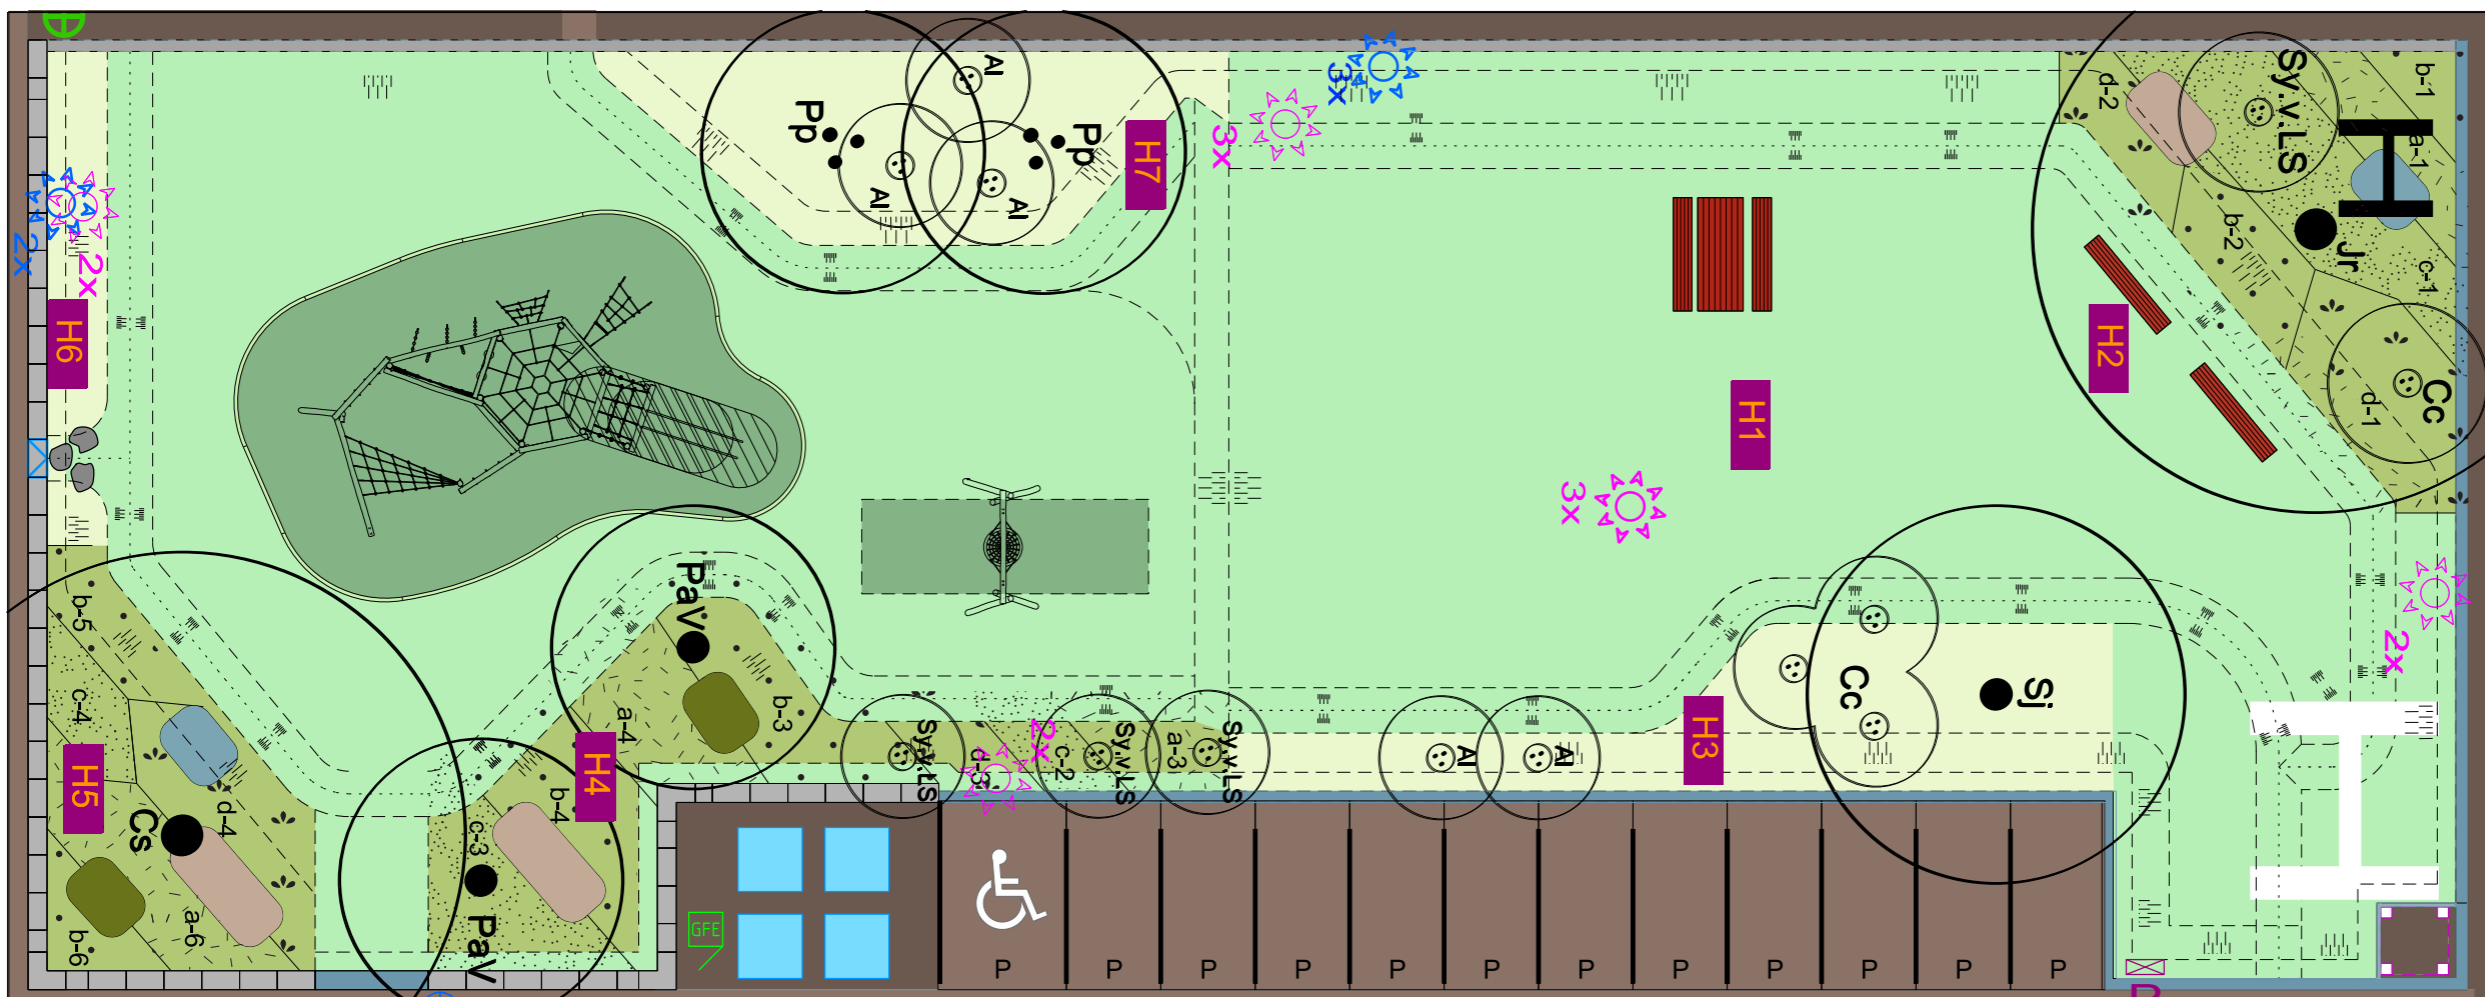 Al
Pp
Pp
Al
Al
H7
3x
3x
d-2
Sy.v.LS
b-1
a-1
b-2
Jr
c-1
H2
Cc
d-1
2x
2x
H6
H1
3x
b-5
c-4
H5
Cs
d-4
a-6
b-6
Pav
a-4
b-3
H4
b-4
c-3
Pav
Sy.v.LS
d-3
2x
c-2
Sy.v.LS
a-3
Sy.v.LS
Al
Al
H3
Cc
Sj
2x
GFE
P
P
P
P
P
P
P
P
P
P
P
P